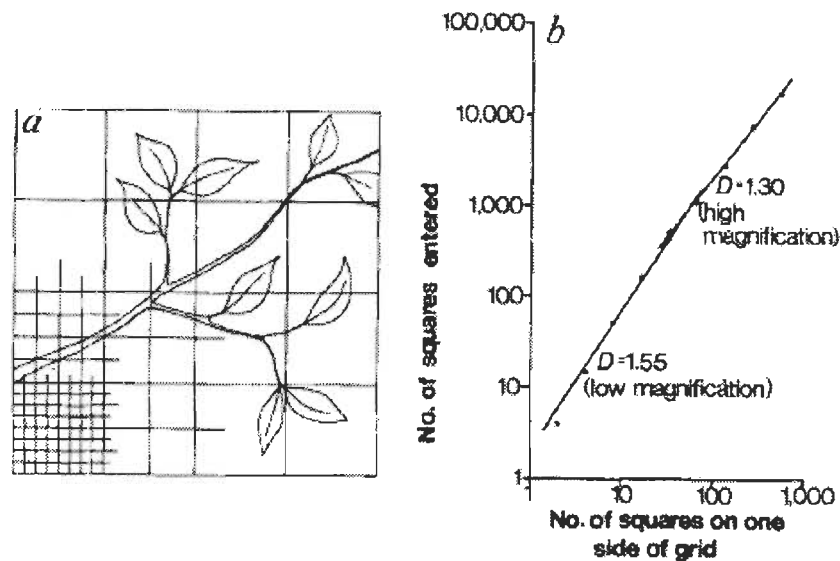 a
b
100,000
10,000
1,000
100
10
1
No. of squares entered
D=1.30
(high
magnification)
D=1.55
(low magnification)
1
10
100
1,000
No. of squares on one
side of grid